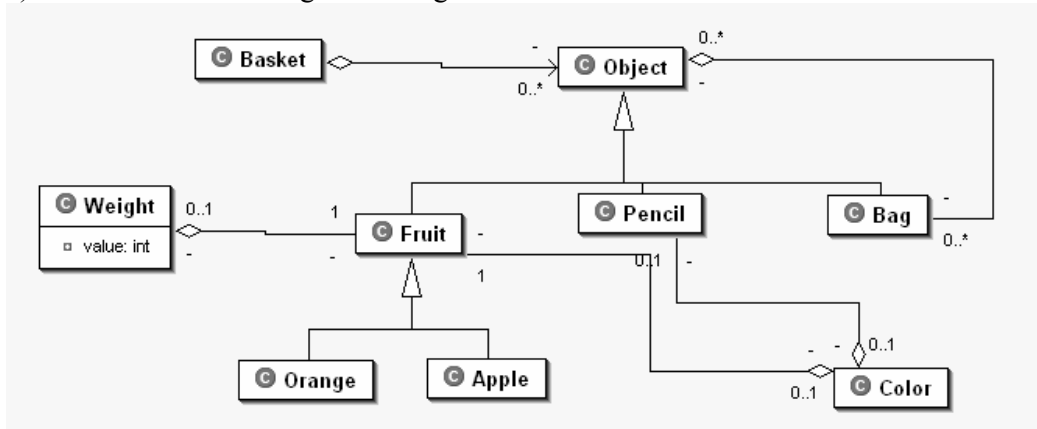 C Basket
-
0..*
C Object
0..*
-
C Weight
value: int
0..1
-
1
-
C Fruit
-
1
C Pencil
0..1
-
C Bag
-
0..*
C Orange
C Apple
-
0..1
-
0..1
C Color